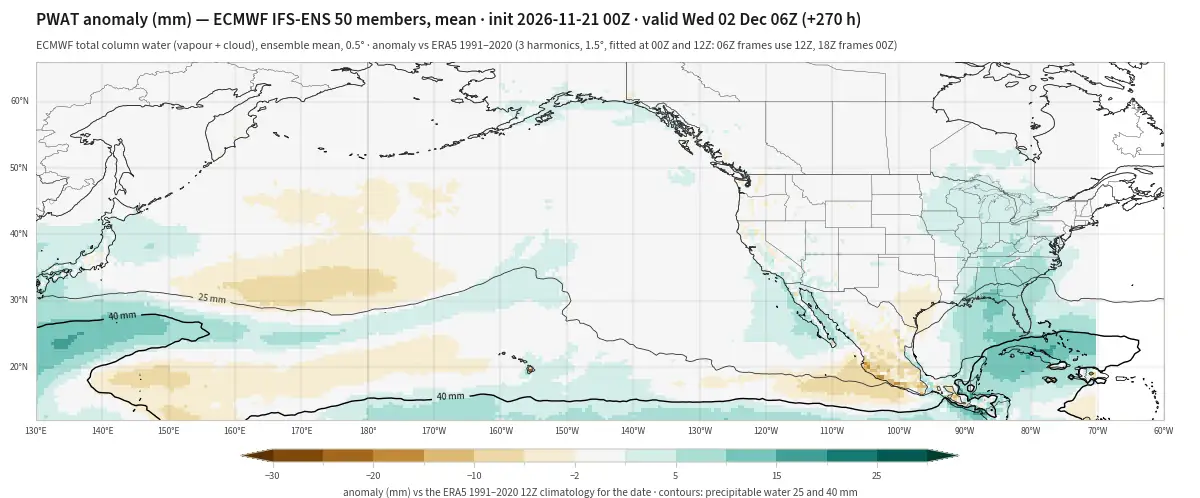 PWAT anomaly (mm) — ECMWF IFS-ENS 50 members, mean · init 2026-11-21 00Z · valid Wed 02 Dec 06Z (+270 h)
ECMWF total column water (vapour + cloud), ensemble mean, 0.5° · anomaly vs ERA5 1991–2020 (3 harmonics, 1.5°, fitted at 00Z and 12Z: 06Z frames use 12Z, 18Z frames 00Z)
60°N
50°N
40°N
30°N
20°N
25 mm
40 mm
40 mm
130°E 140°E 150°E 160°E 170°E 180° 170°W 160°W 150°W 140°W 130°W 120°W 110°W 100°W 90°W 80°W 70°W 60°W
−30 −20 −10 −2 5 15 25
anomaly (mm) vs the ERA5 1991–2020 12Z climatology for the date · contours: precipitable water 25 and 40 mm